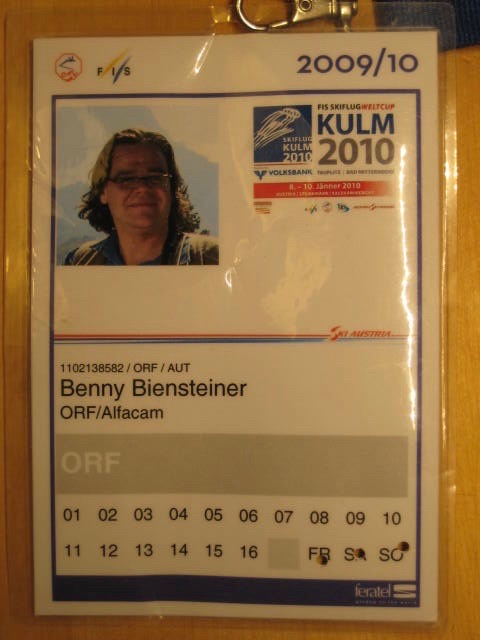 FIS
2009/10
FIS SKIFLUGWELTCUP
KULM
2010
SKIFLUG
KULM
2010
VOLKSBANK
TAUPLITZ / BAD MITTERNDORF
8. – 10. Jänner 2010
SKI AUSTRIA
1102138582 / ORF / AUT
Benny Biensteiner
ORF/Alfacam
ORF
01 02 03 04 05 06 07 08 09 10
11 12 13 14 15 16 FR SA SO
feratel